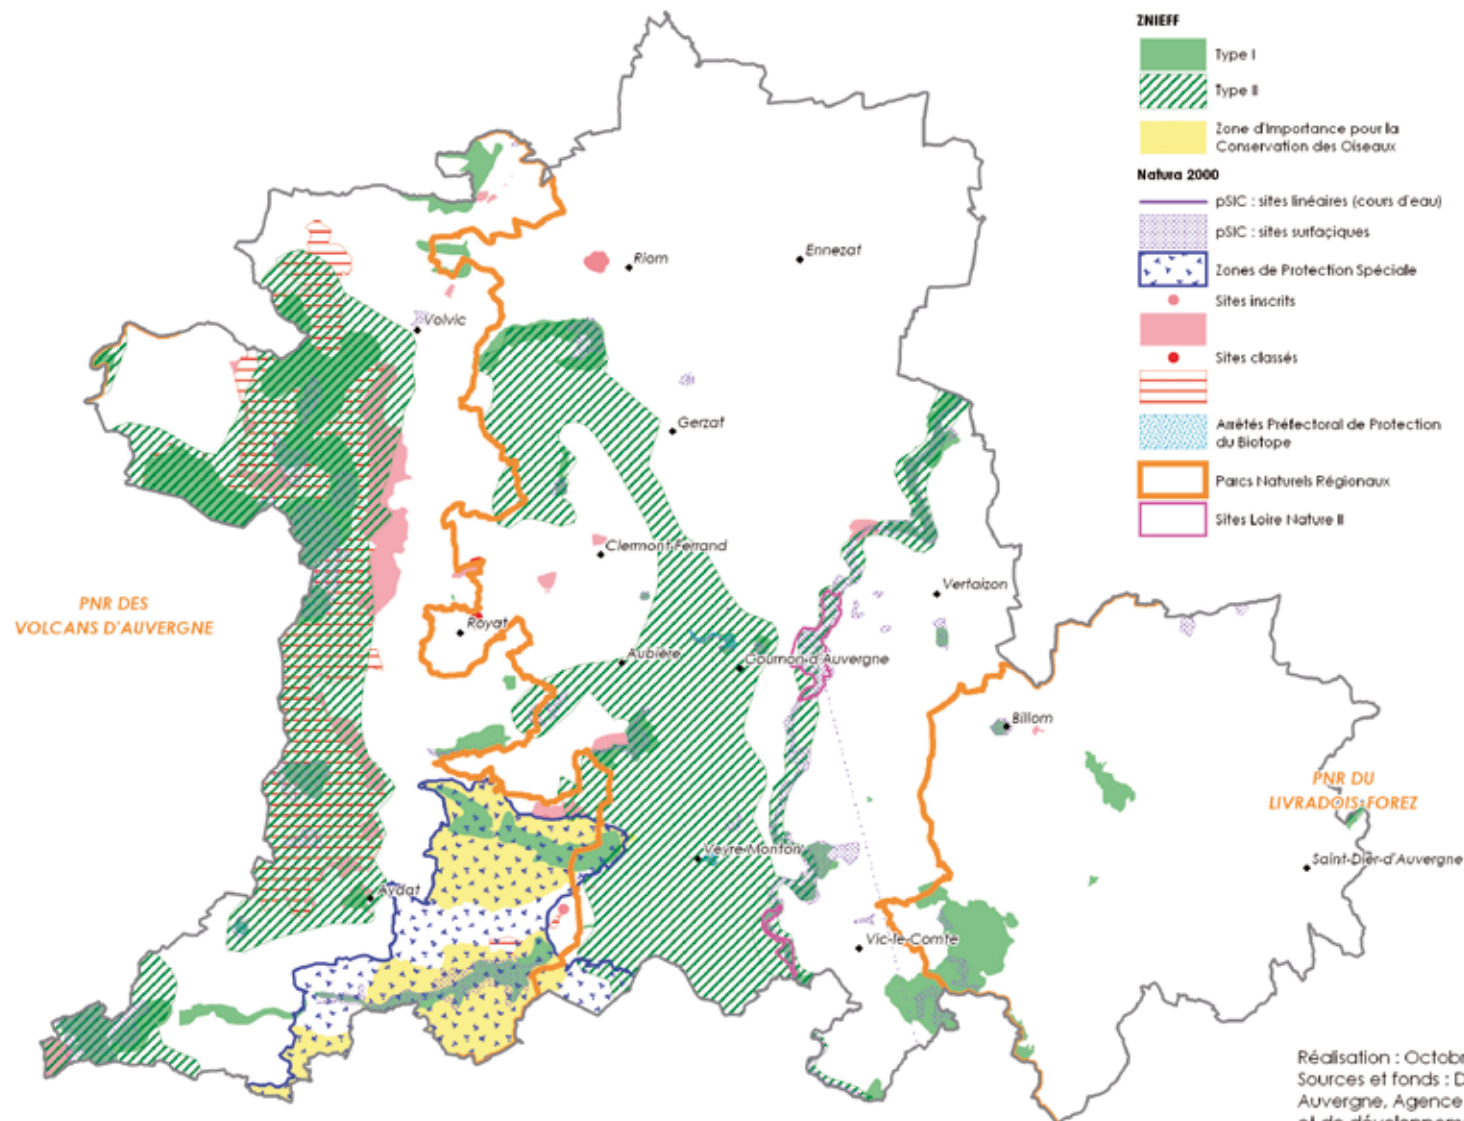 ZNIEFF
Type I
Type II
Zone d'Importance pour la
Conservation des Oiseaux
Natura 2000
pSIC : sites linéaires (cours d'eau)
pSIC : sites surfaçiques
Zones de Protection Spéciale
Sites inscrits
Sites classés
Arrêtés Préfectoral de Protection
du Biotope
Parcs Naturels Régionaux
Sites Loire Nature II
Riom
Ennezat
Volvic
Gerzat
Clermont-Ferrand
Vertaizon
PNR DES
VOLCANS D'AUVERGNE
Royat
Aubière
Cournon-d'Auvergne
Billom
PNR DU
LIVRADOIS-FOREZ
Veyre-Monton
Saint-Dier-d'Auvergne
Aydat
Vic-le-Comte
Réalisation : Octob
Sources et fonds : D
Auvergne, Agence
et de développem